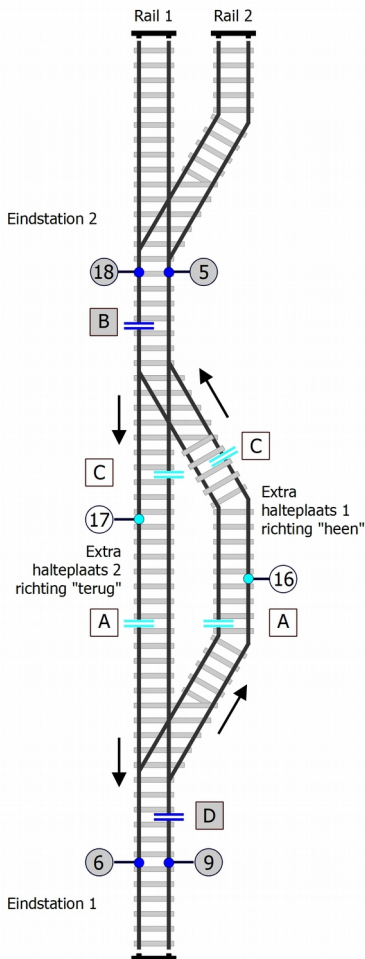 Rail 1
Rail 2
Eindstation 2
18
5
B
C
C
17
Extra
halteplaats 1
richting "heen"
Extra
halteplaats 2
richting "terug"
16
A
A
D
6
9
Eindstation 1